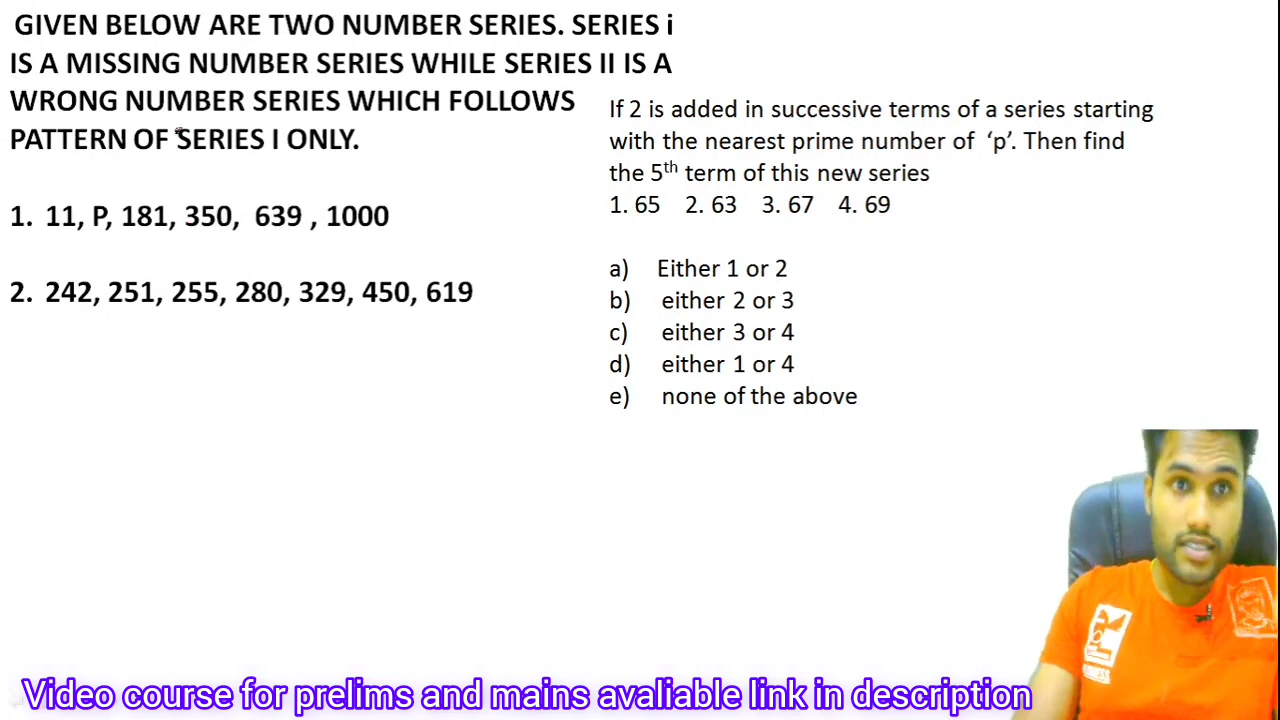 GIVEN BELOW ARE TWO NUMBER SERIES. SERIES i
IS A MISSING NUMBER SERIES WHILE SERIES II IS A
WRONG NUMBER SERIES WHICH FOLLOWS
PATTERN OF SERIES I ONLY.
1. 11, P, 181, 350, 639 , 1000
2. 242, 251, 255, 280, 329, 450, 619
If 2 is added in successive terms of a series starting
with the nearest prime number of ‘p’. Then find
the 5th term of this new series
1. 65 2. 63 3. 67 4. 69
a) Either 1 or 2
b) either 2 or 3
c) either 3 or 4
d) either 1 or 4
e) none of the above
Video course for prelims and mains avaliable link in description